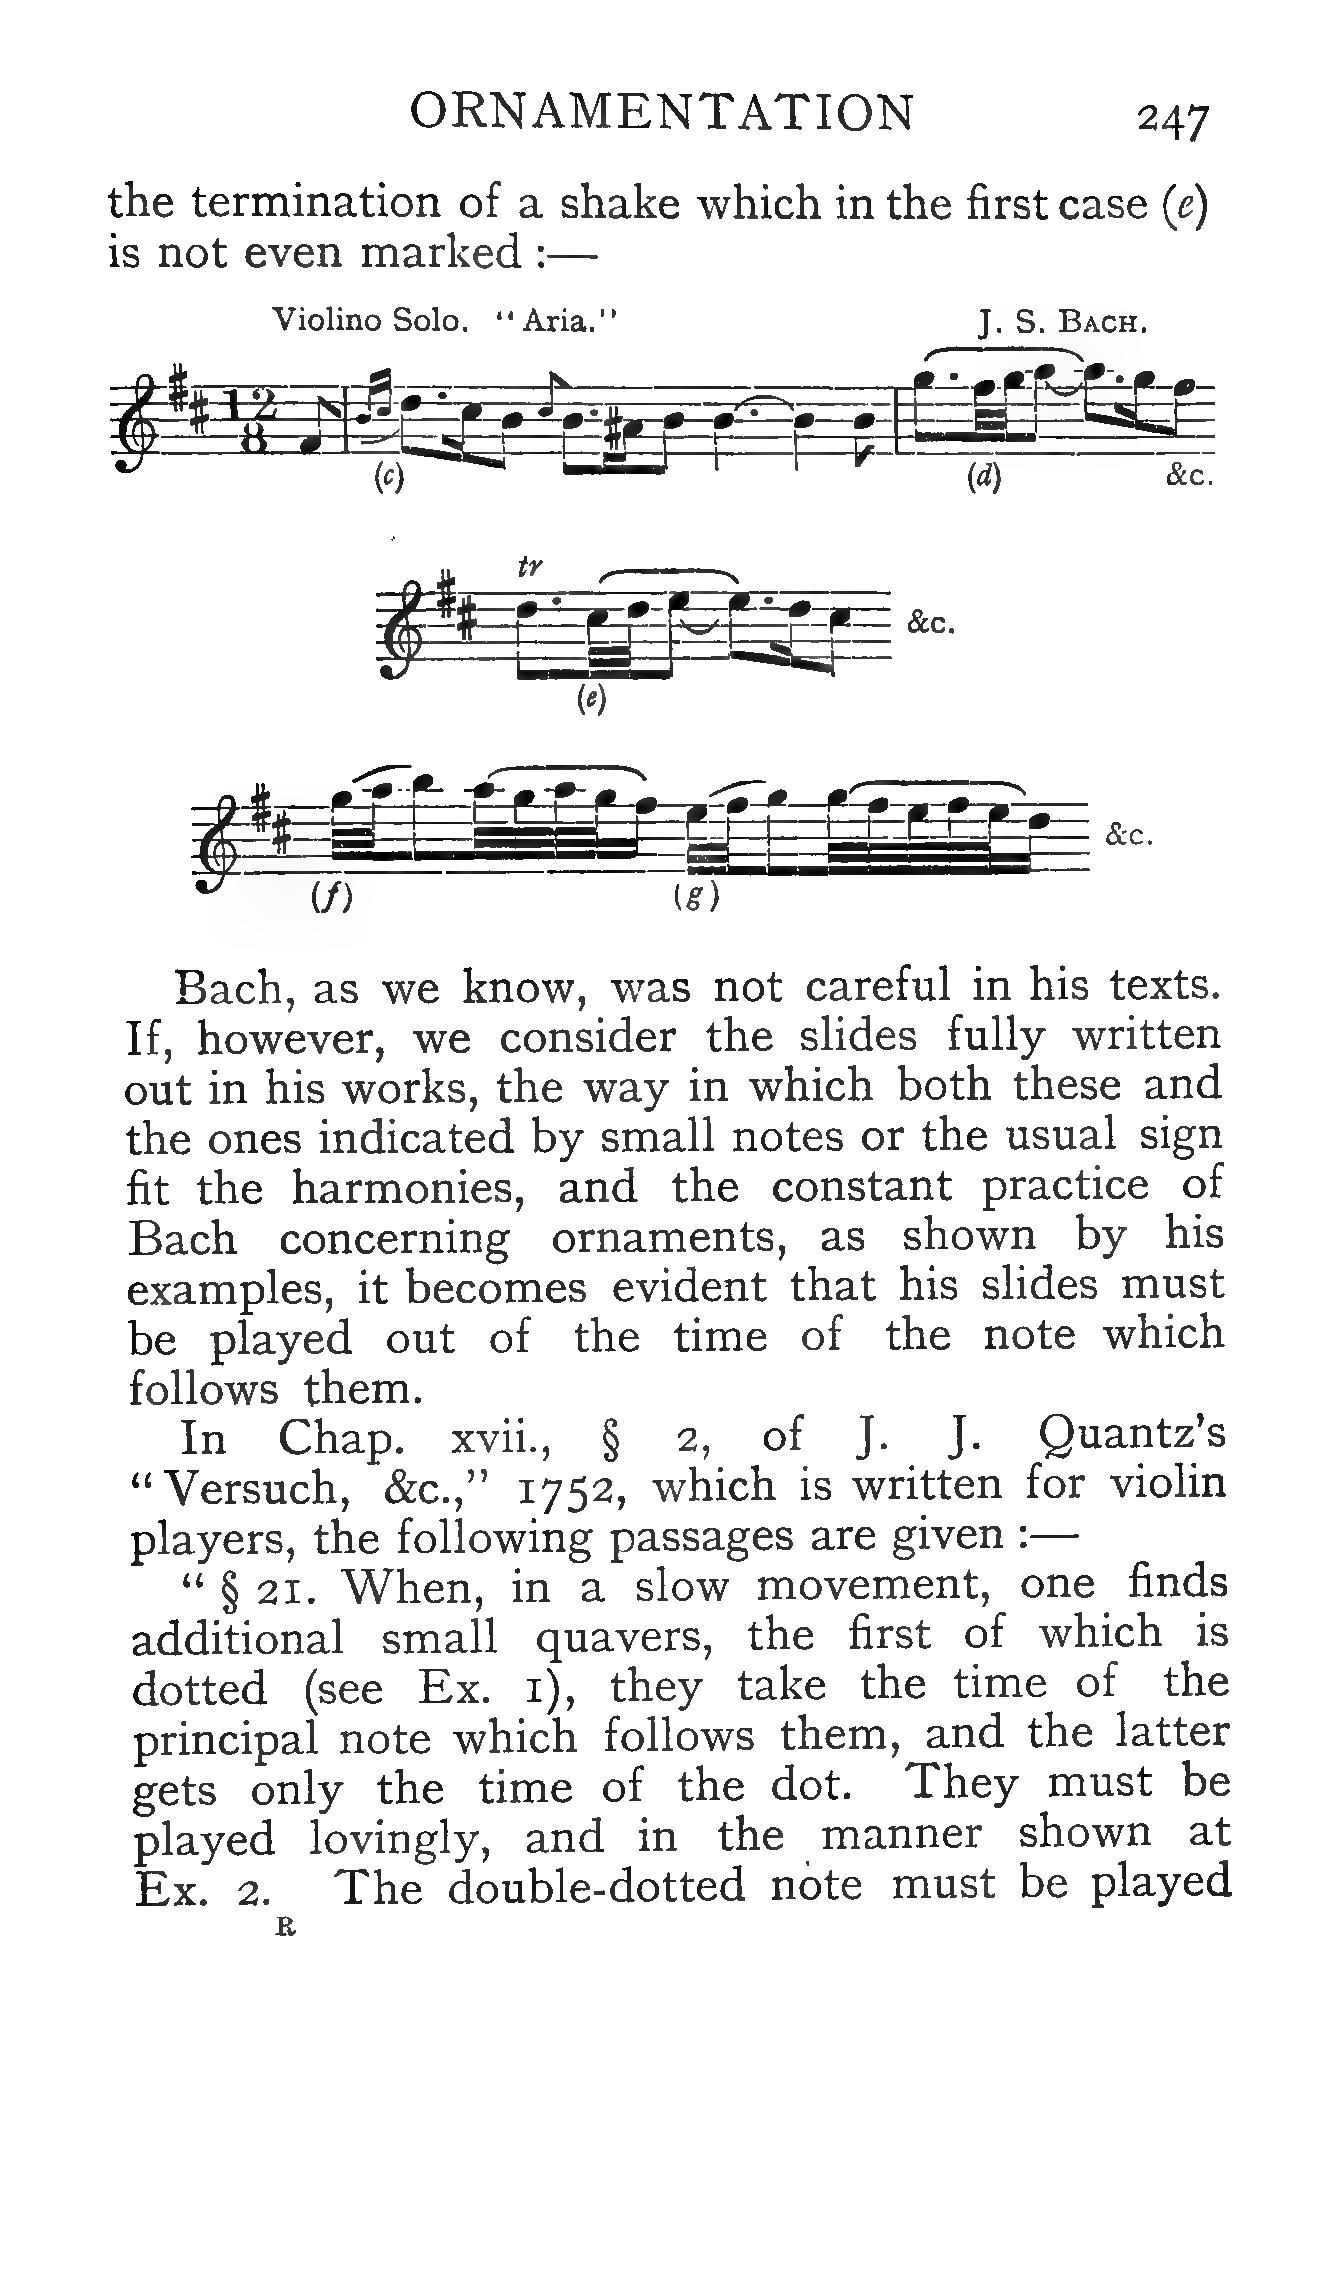 ORNAMENTATION 247
the termination of a shake which in the first case (e)
is not even marked :—
Violino Solo. “Aria.” J. S. BACH.
12
8
(c) (d) &c.
tr
&c.
(e)
&c.
(f) (g)
Bach, as we know, was not careful in his texts.
If, however, we consider the slides fully written
out in his works, the way in which both these and
the ones indicated by small notes or the usual sign
fit the harmonies, and the constant practice of
Bach concerning ornaments, as shown by his
examples, it becomes evident that his slides must
be played out of the time of the note which
follows them.
In Chap. xvii., § 2, of J. J. Quantz’s
“Versuch, &c.,” 1752, which is written for violin
players, the following passages are given :—
“§ 21. When, in a slow movement, one finds
additional small quavers, the first of which is
dotted (see Ex. 1), they take the time of the
principal note which follows them, and the latter
gets only the time of the dot. They must be
played lovingly, and in the manner shown at
Ex. 2. The double-dotted note must be played
R